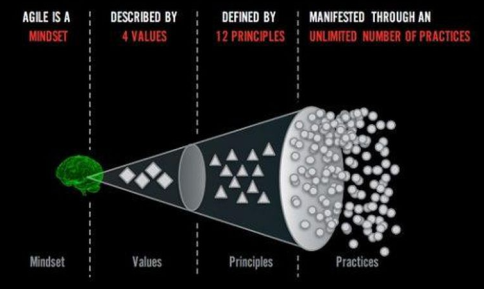 AGILE IS A
MINDSET
DESCRIBED BY
4 VALUES
DEFINED BY
12 PRINCIPLES
MANIFESTED THROUGH AN
UNLIMITED NUMBER OF PRACTICES
Mindset
Values
Principles
Practices